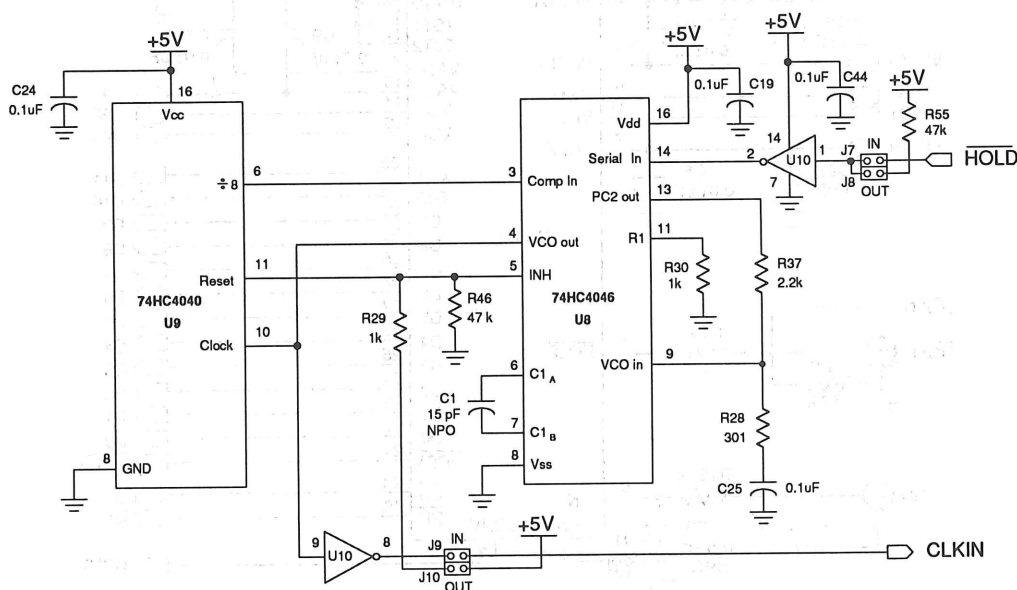 +5V
C24
0.1uF
16
Vcc
÷8
6
Reset
11
74HC4040
U9
Clock
10
8
GND
+5V
0.1uF
C19
16
Vdd
3
Comp In
Serial In
14
PC2 out
13
4
VCO out
R1
11
5
INH
74HC4046
U8
VCO in
9
6
C1A
7
C1B
8
Vss
C1
15 pF
NPO
R29
1k
R46
47 k
R30
1k
R37
2.2k
R28
301
C25
0.1uF
+5V
0.1uF
C44
14
2
U10
1
7
J7
IN
J8
OUT
+5V
R55
47k
HOLD
9
U10
8
J9
IN
J10
OUT
+5V
CLKIN